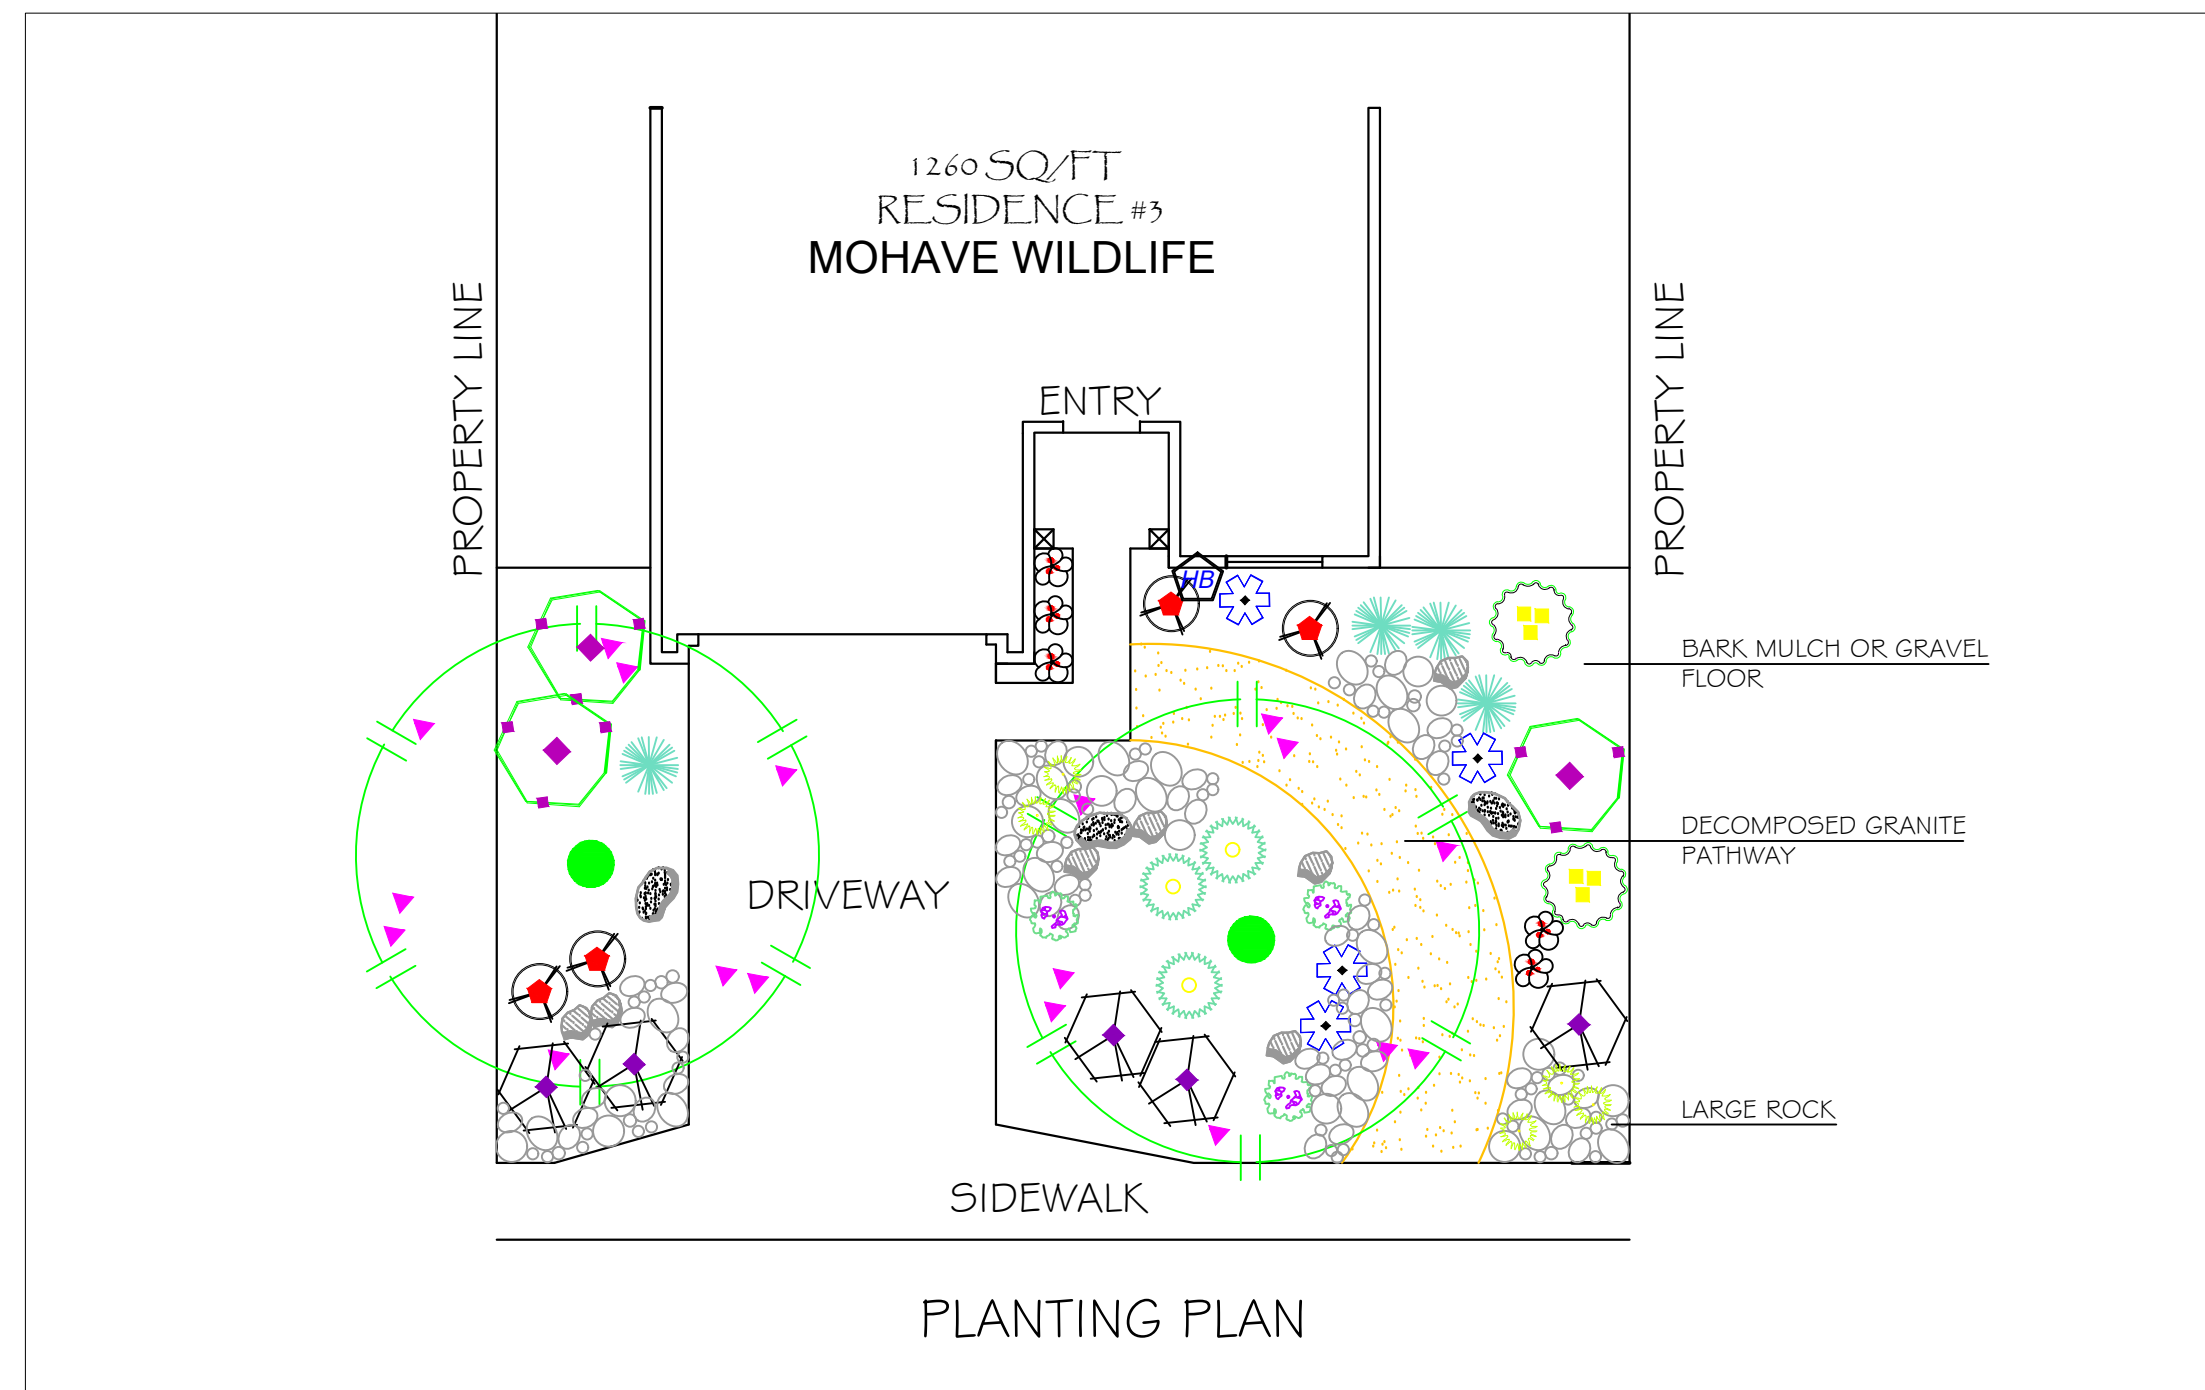 1260 SQ/FT
RESIDENCE #3
MOHAVE WILDLIFE
PROPERTY LINE
PROPERTY LINE
ENTRY
HB
BARK MULCH OR GRAVEL
FLOOR
DECOMPOSED GRANITE
PATHWAY
DRIVEWAY
LARGE ROCK
SIDEWALK
PLANTING PLAN